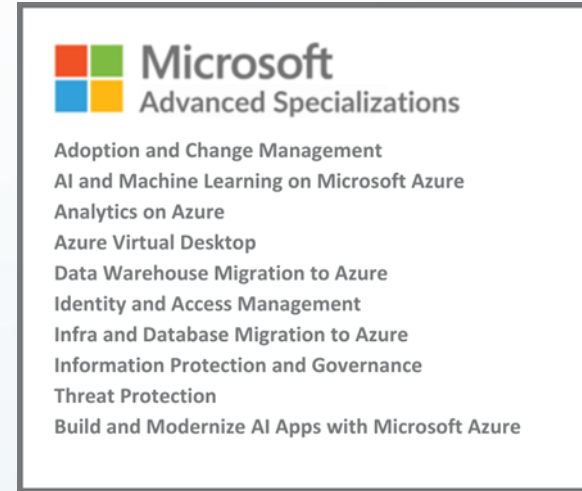 Microsoft
Advanced Specializations
Adoption and Change Management
AI and Machine Learning on Microsoft Azure
Analytics on Azure
Azure Virtual Desktop
Data Warehouse Migration to Azure
Identity and Access Management
Infra and Database Migration to Azure
Information Protection and Governance
Threat Protection
Build and Modernize AI Apps with Microsoft Azure